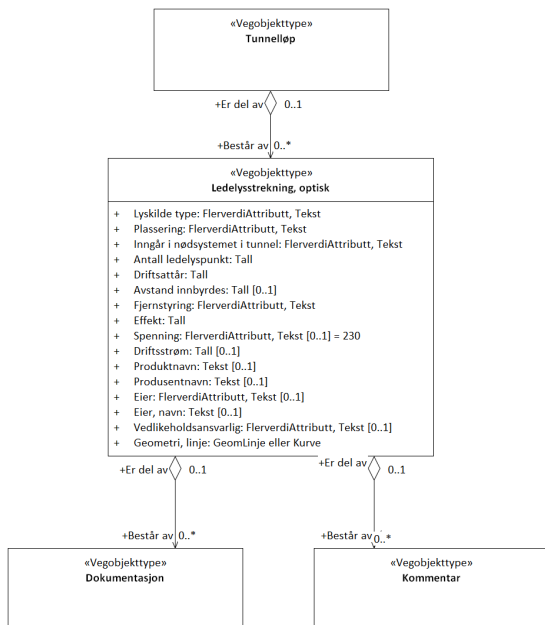 «Vegobjekttype»
Tunnelløp
+Er del av 0..1
+Består av 0..*
«Vegobjekttype»
Ledelysstrekning, optisk
+ Lyskilde type: FlerverdiAttributt, Tekst
+ Plassering: FlerverdiAttributt, Tekst
+ Inngår i nødsystemet i tunnel: FlerverdiAttributt, Tekst
+ Antall ledelyspunkt: Tall
+ Driftsattår: Tall
+ Avstand innbyrdes: Tall [0..1]
+ Fjernstyring: FlerverdiAttributt, Tekst
+ Effekt: Tall
+ Spenning: FlerverdiAttributt, Tekst [0..1] = 230
+ Driftsstrøm: Tall [0..1]
+ Produktnavn: Tekst [0..1]
+ Produsentnavn: Tekst [0..1]
+ Eier: FlerverdiAttributt, Tekst [0..1]
+ Eier, navn: Tekst [0..1]
+ Vedlikeholdsansvarlig: FlerverdiAttributt, Tekst [0..1]
+ Geometri, linje: GeomLinje eller Kurve
+Er del av 0..1
+Er del av 0..1
+Består av 0..*
+Består av 0..*
«Vegobjekttype»
Dokumentasjon
«Vegobjekttype»
Kommentar